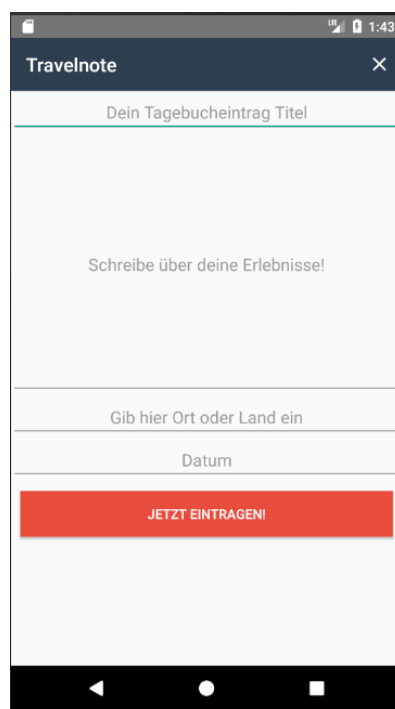 1:43
Travelnote
Dein Tagebucheintrag Titel
Schreibe über deine Erlebnisse!
Gib hier Ort oder Land ein
Datum
JETZT EINTRAGEN!